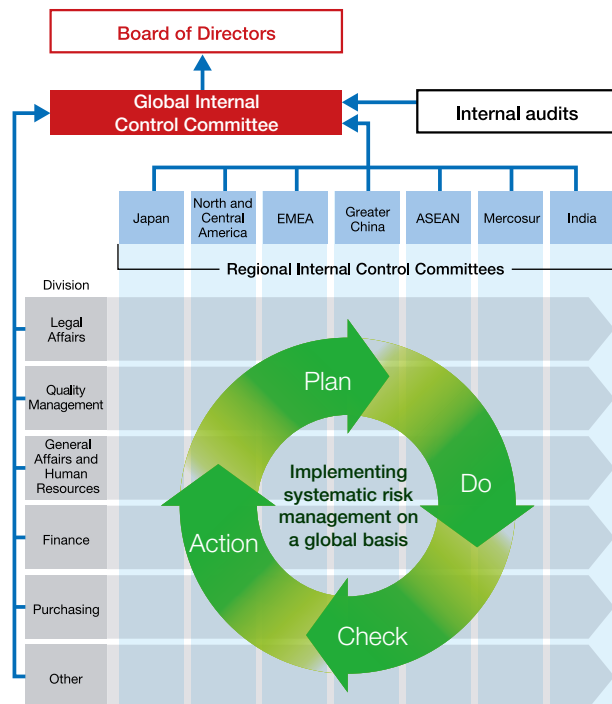 Board of Directors
Global Internal
Control Committee
Internal audits
Japan
North and
Central
America
EMEA
Greater
China
ASEAN
Mercosur
India
Regional Internal Control Committees
Division
Legal
Affairs
Quality
Management
General
Affairs and
Human
Resources
Finance
Purchasing
Other
Plan
Do
Check
Action
Implementing
systematic risk
management on
a global basis